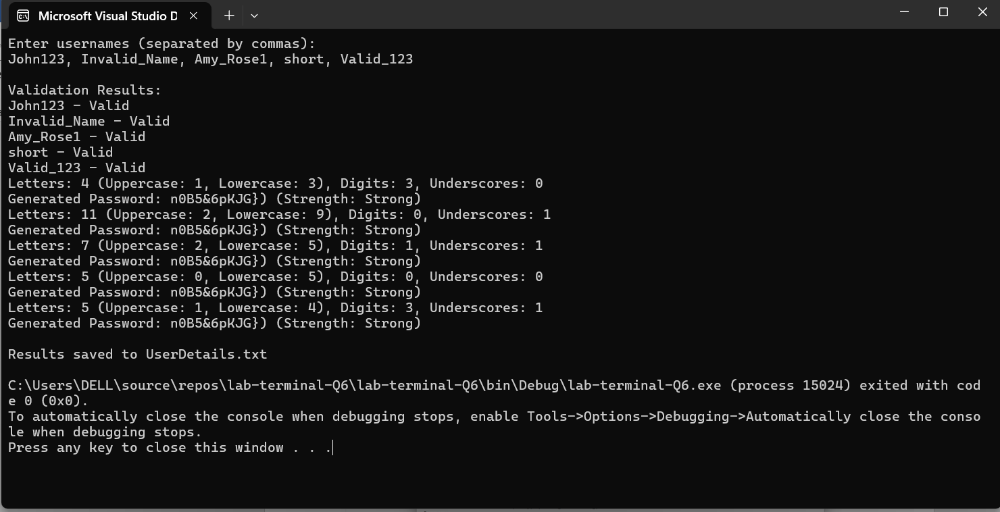 Microsoft Visual Studio D
Enter usernames (separated by commas):
John123, Invalid_Name, Amy_Rose1, short, Valid_123
Validation Results:
John123 - Valid
Invalid_Name - Valid
Amy_Rose1 - Valid
short - Valid
Valid_123 - Valid
Letters: 4 (Uppercase: 1, Lowercase: 3), Digits: 3, Underscores: 0
Generated Password: n0B5&6pKJG}) (Strength: Strong)
Letters: 11 (Uppercase: 2, Lowercase: 9), Digits: 0, Underscores: 1
Generated Password: n0B5&6pKJG}) (Strength: Strong)
Letters: 7 (Uppercase: 2, Lowercase: 5), Digits: 1, Underscores: 1
Generated Password: n0B5&6pKJG}) (Strength: Strong)
Letters: 5 (Uppercase: 0, Lowercase: 5), Digits: 0, Underscores: 0
Generated Password: n0B5&6pKJG}) (Strength: Strong)
Letters: 5 (Uppercase: 1, Lowercase: 4), Digits: 3, Underscores: 1
Generated Password: n0B5&6pKJG}) (Strength: Strong)
Results saved to UserDetails.txt
C:\Users\DELL\source\repos\lab-terminal-Q6\lab-terminal-Q6\bin\Debug\lab-terminal-Q6.exe (process 15024) exited with cod
e 0 (0x0).
To automatically close the console when debugging stops, enable Tools->Options->Debugging->Automatically close the conso
le when debugging stops.
Press any key to close this window . . .